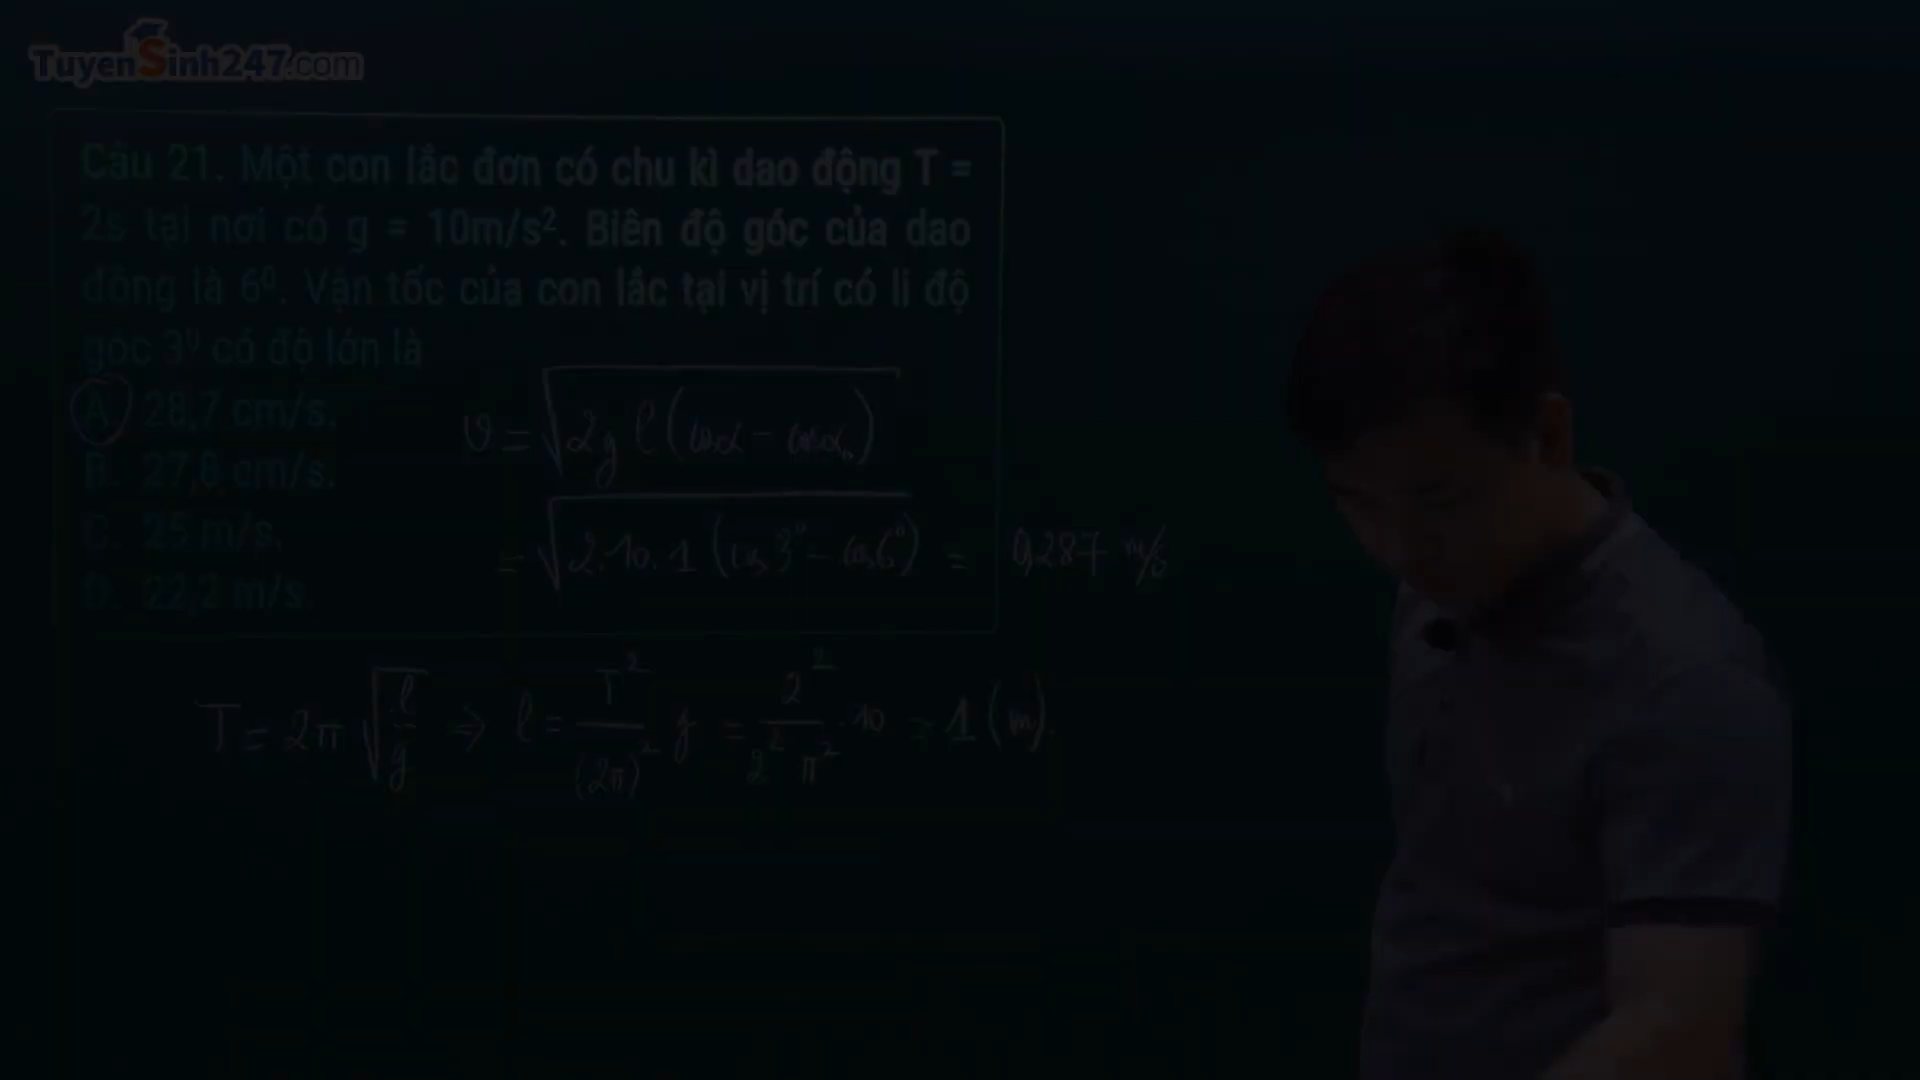 TuyenSinh247.com
Câu 21. Một con lắc đơn có chu kì dao động T =
2s tại nơi có g = 10m/s². Biên độ góc của dao
động là 6⁰. Vận tốc của con lắc tại vị trí có li độ
góc 3⁰ có độ lớn là
A. 28,7 cm/s.
B. 27,8 cm/s.
C. 25 m/s.
D. 22,2 m/s.
v = √(2gl(cosα - cosα₀))
= √(2.10.1(cos3⁰ - cos6⁰)) = 0,287 m/s
T = 2π√(l/g) ⇒ l = T²/(2π)² g = 2²/(2²π²) .10 = 1 (m).